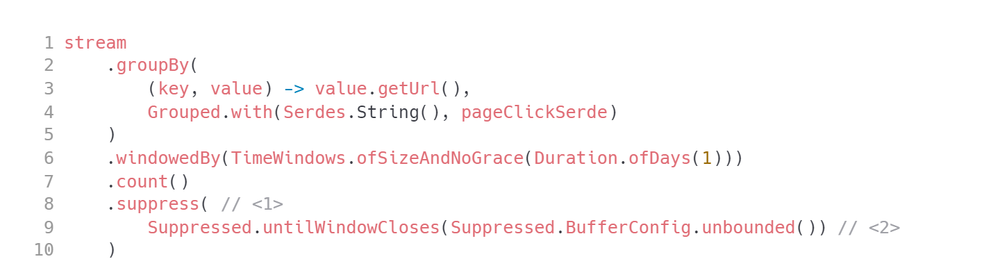 1 stream
2     .groupBy(
3         (key, value) -> value.getUrl(),
4         Grouped.with(Serdes.String(), pageClickSerde)
5     )
6     .windowedBy(TimeWindows.ofSizeAndNoGrace(Duration.ofDays(1)))
7     .count()
8     .suppress( // <1>
9         Suppressed.untilWindowCloses(Suppressed.BufferConfig.unbounded()) // <2>
10     )